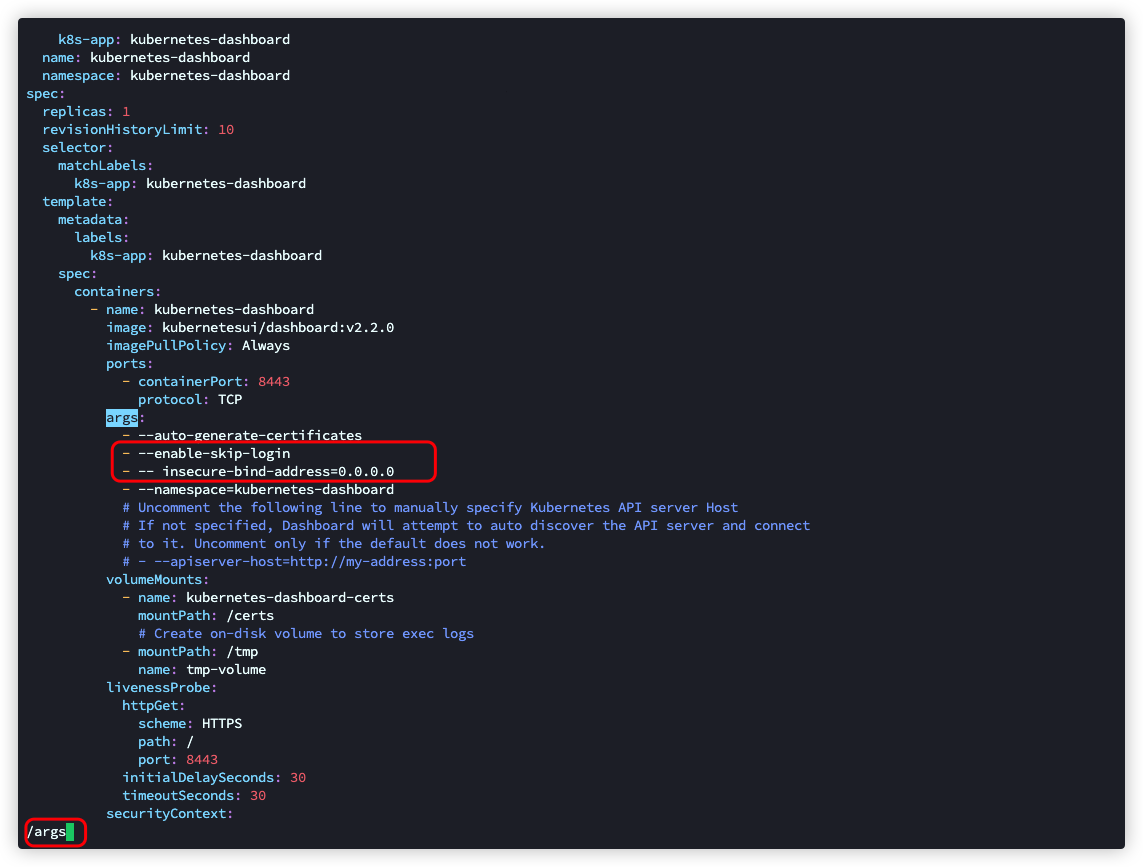 k8s-app: kubernetes-dashboard
  name: kubernetes-dashboard
  namespace: kubernetes-dashboard
spec:
  replicas: 1
  revisionHistoryLimit: 10
  selector:
    matchLabels:
      k8s-app: kubernetes-dashboard
  template:
    metadata:
      labels:
        k8s-app: kubernetes-dashboard
    spec:
      containers:
        - name: kubernetes-dashboard
          image: kubernetesui/dashboard:v2.2.0
          imagePullPolicy: Always
          ports:
            - containerPort: 8443
              protocol: TCP
          args:
            - --auto-generate-certificates
            - --enable-skip-login
            - -- insecure-bind-address=0.0.0.0
            - --namespace=kubernetes-dashboard
            # Uncomment the following line to manually specify Kubernetes API server Host
            # If not specified, Dashboard will attempt to auto discover the API server and connect
            # to it. Uncomment only if the default does not work.
            # - --apiserver-host=http://my-address:port
          volumeMounts:
            - name: kubernetes-dashboard-certs
              mountPath: /certs
              # Create on-disk volume to store exec logs
            - mountPath: /tmp
              name: tmp-volume
          livenessProbe:
            httpGet:
              scheme: HTTPS
              path: /
              port: 8443
            initialDelaySeconds: 30
            timeoutSeconds: 30
          securityContext:
/args